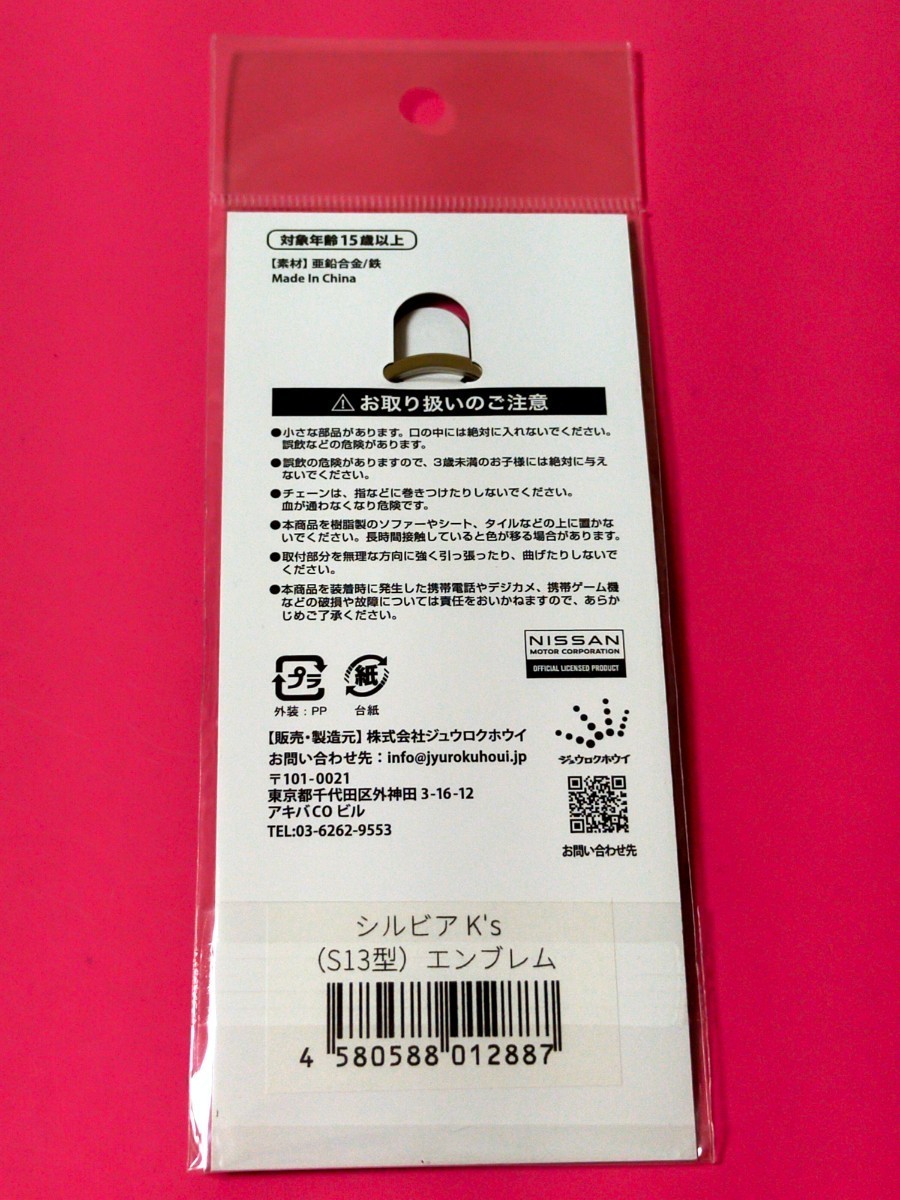 対象年齢15歳以上
【素材】亜鉛合金/鉄
Made In China
⚠お取り扱いのご注意
●小さな部品があります。口の中には絶対に入れないでください。
誤飲などの危険があります。
●誤飲の危険がありますので、3歳未満のお子様には絶対に与え
ないでください。
●チェーンは、指などに巻きつけたりしないでください。
血が通わなくなり危険です。
●本商品を樹脂製のソファーやシート、タイルなどの上に置かな
いでください。長時間接触していると色が移る場合があります。
●取付部分を無理な方向に強く引っ張ったり、曲げたりしないで
ください。
●本商品を装着時に発生した携帯電話やデジカメ、携帯ゲーム機
などの破損や故障については責任をおいかねますので、あらか
じめご了承ください。
NISSAN
MOTOR CORPORATION
OFFICIAL LICENSED PRODUCT
プラ
外装：PP
紙
台紙
【販売・製造元】株式会社ジュウロクホウイ
お問い合わせ先：info@jyurokuhoui.jp
〒101-0021
東京都千代田区外神田 3-16-12
アキバCO ビル
TEL:03-6262-9553
ジュウロクホウイ
お問い合わせ先
シルビア K's
（S13型）エンブレム
4 580588 012887